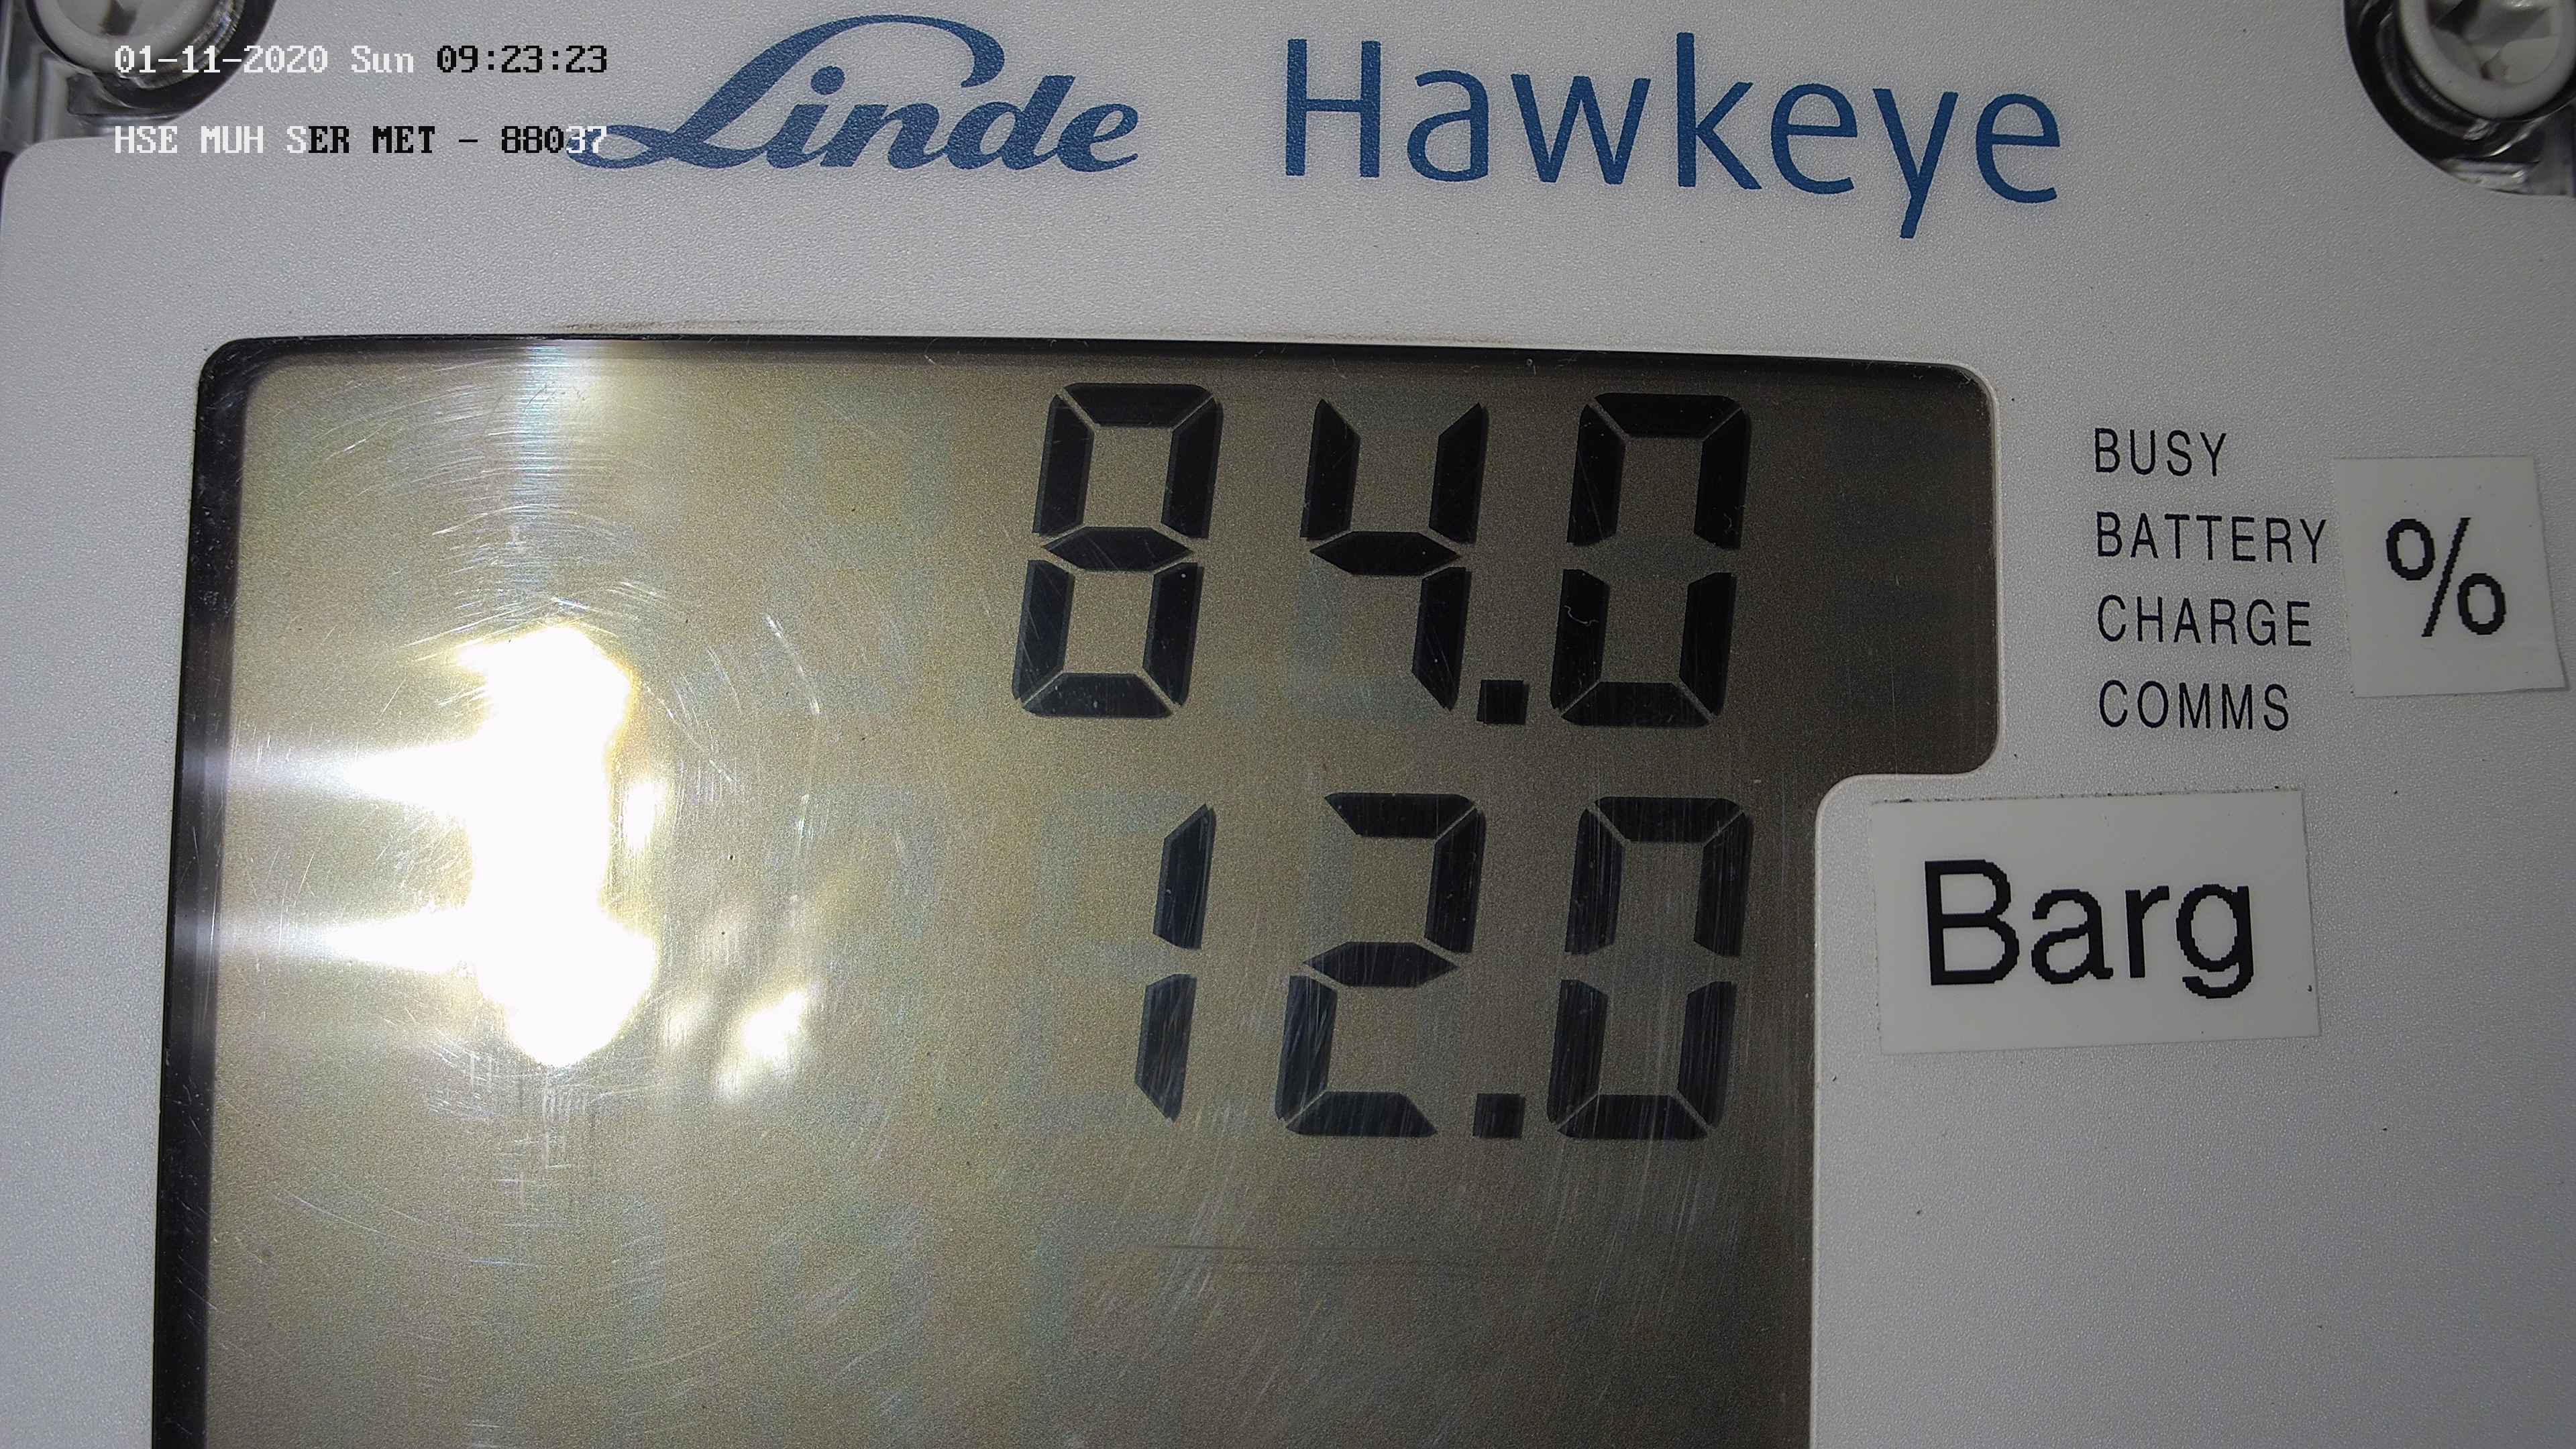 01-11-2020 Sun 09:23:23
HSE MUH SER MET - 88037
Linde Hawkeye
84.0
BUSY
BATTERY
CHARGE
COMMS
%
12.0
Barg